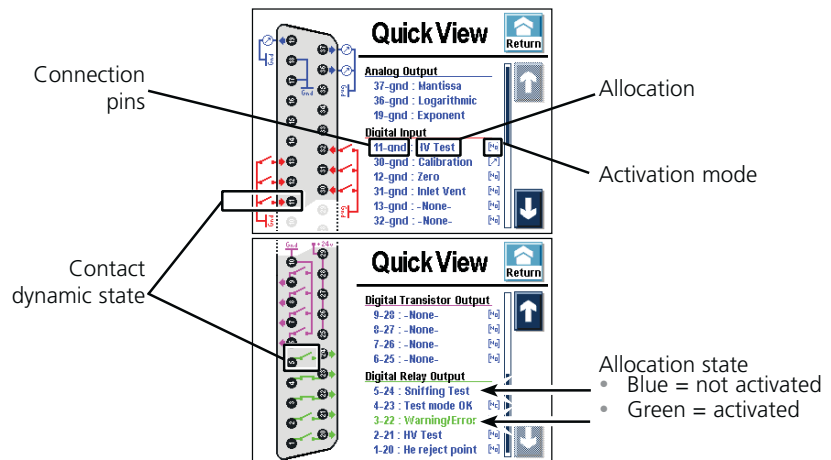 Quick View
Return
Analog Output
37-gnd : Mantissa
36-gnd : Logarithmic
19-gnd : Exponent
Digital Input
11-gnd : HV Test
30-gnd : Calibration
12-gnd : Zero
31-gnd : Inlet Vent
13-gnd : -None-
32-gnd : -None-
Connection
pins
Allocation
Activation mode
Contact
dynamic state
Gnd
+24v
Quick View
Return
Digital Transistor Output
9-28 : -None-
8-27 : -None-
7-26 : -None-
6-25 : -None-
Digital Relay Output
5-24 : Sniffing Test
4-23 : Test mode OK
3-22 : Warning/Error
2-21 : HV Test
1-20 : He reject point
Allocation state
• Blue = not activated
• Green = activated